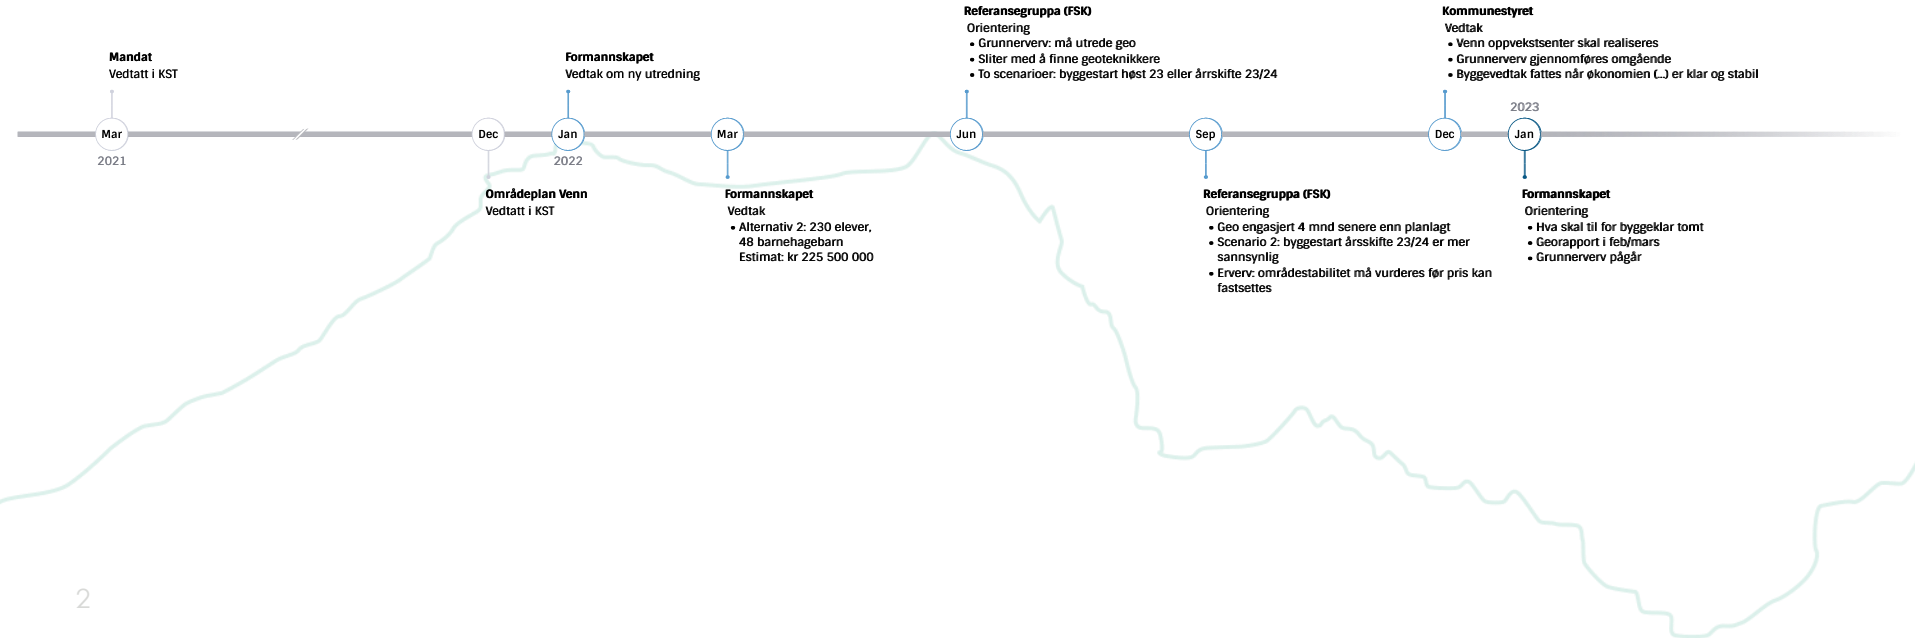 Mandat
Vedtatt i KST
Mar
2021
Dec
Områdeplan Venn
Vedtatt i KST
Formannskapet
Vedtak om ny utredning
Jan
2022
Mar
Formannskapet
Vedtak
• Alternativ 2: 230 elever,
48 barnehagebarn
Estimat: kr 225 500 000
Referansegruppa (FSK)
Orientering
• Grunnerverv: må utrede geo
• Sliter med å finne geoteknikkere
• To scenarioer: byggestart høst 23 eller årrskifte 23/24
Jun
Sep
Referansegruppa (FSK)
Orientering
• Geo engasjert 4 mnd senere enn planlagt
• Scenario 2: byggestart årsskifte 23/24 er mer
sannsynlig
• Erverv: områdestabilitet må vurderes før pris kan
fastsettes
Kommunestyret
Vedtak
• Venn oppvekstsenter skal realiseres
• Grunnerverv gjennomføres omgående
• Byggevedtak fattes når økonomien (...) er klar og stabil
Dec
2023
Jan
Formannskapet
Orientering
• Hva skal til for byggeklar tomt
• Georapport i feb/mars
• Grunnerverv pågår
2